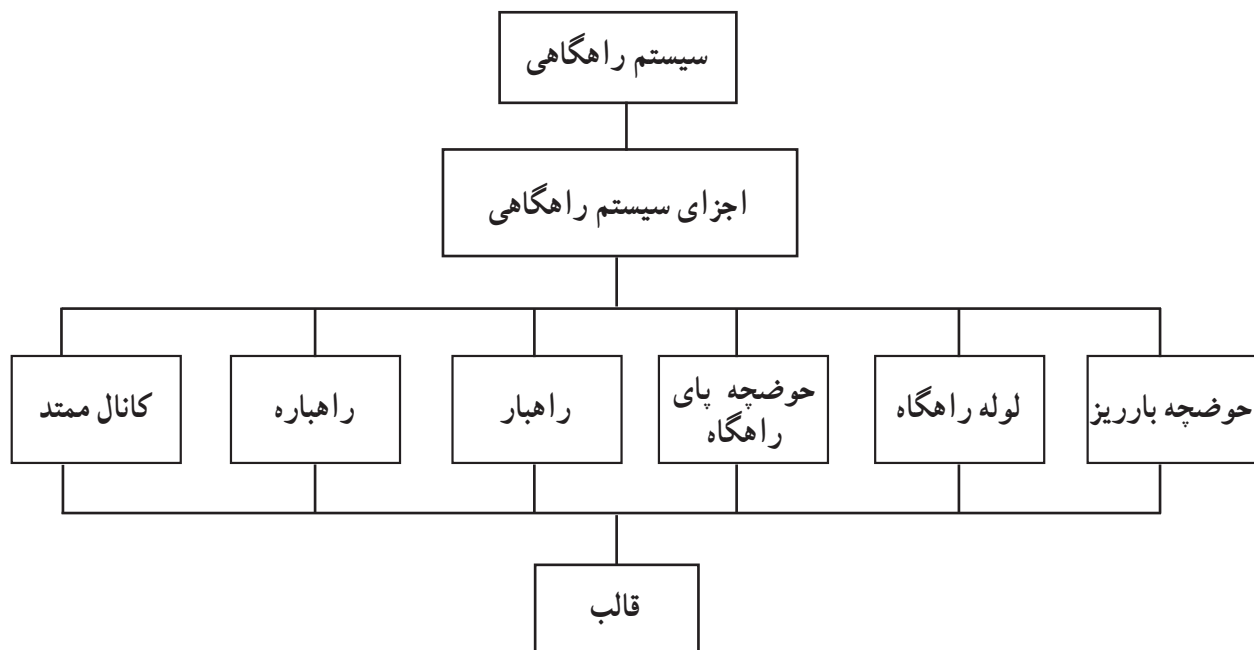 سیستم راهگاهی
اجزای سیستم راهگاهی
حوضچه بارریز
لوله راهگاه
حوضچه پای
راهگاه
راهبار
راهباره
کانال ممتد
قالب